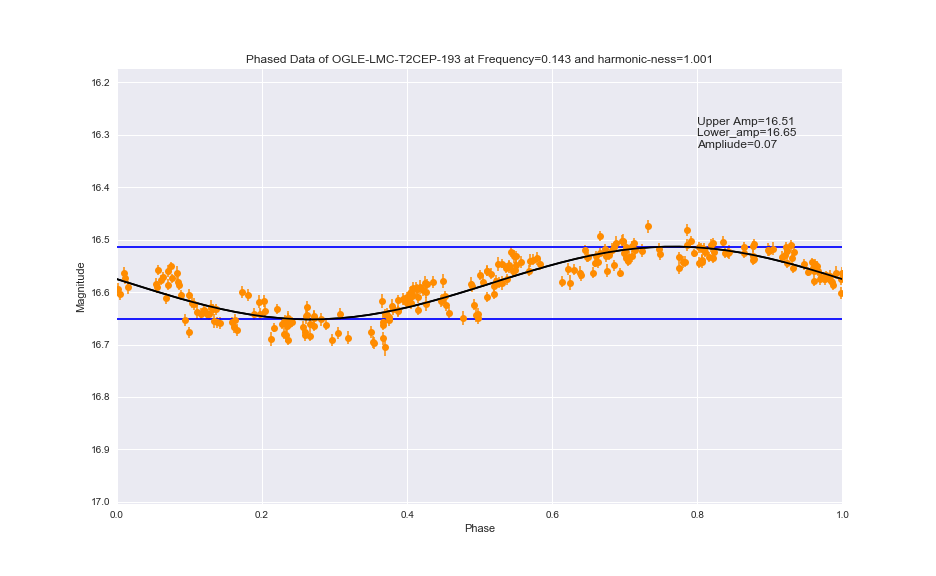 Phased Data of OGLE-LMC-T2CEP-193 at Frequency=0.143 and harmonic-ness=1.001
Upper Amp=16.51
Lower_amp=16.65
Ampliude=0.07
Magnitude
16.2
16.3
16.4
16.5
16.6
16.7
16.8
16.9
17.0
0.0
0.2
0.4
0.6
0.8
1.0
Phase